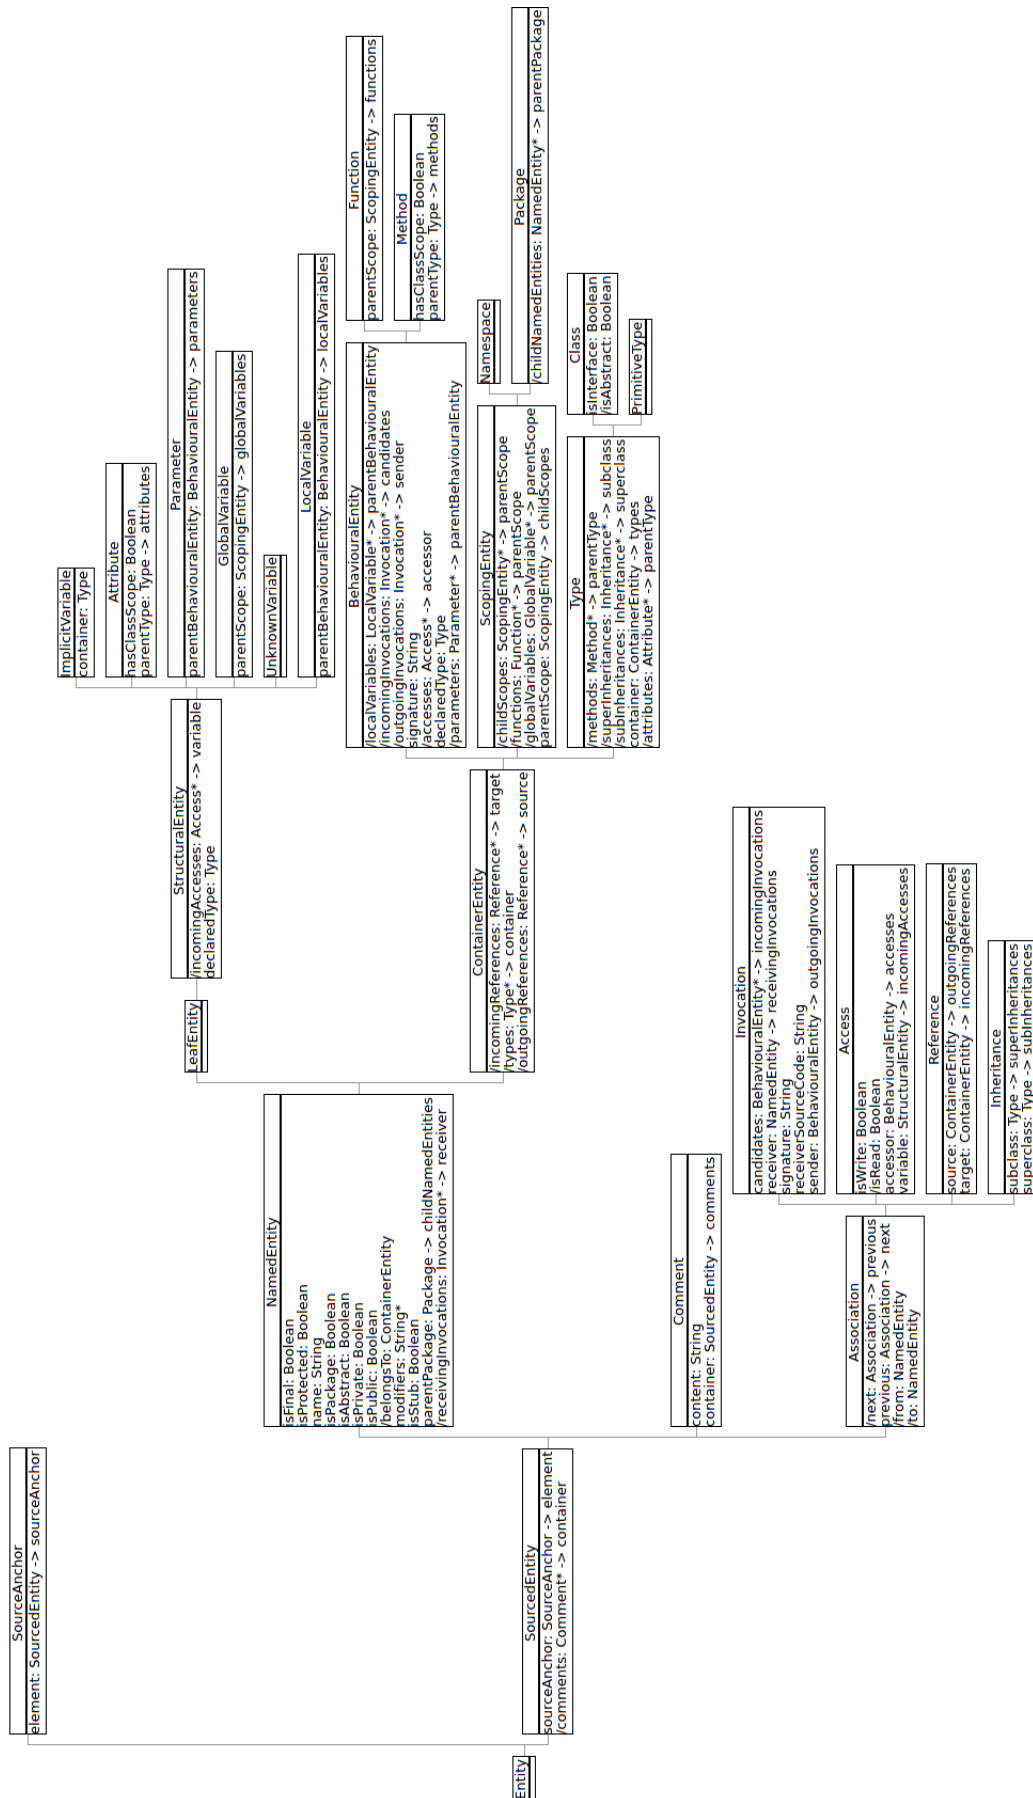 Entity
SourceAnchor
element: SourcedEntity -> sourceAnchor
SourcedEntity
sourceAnchor: SourceAnchor -> element
/comments: Comment* -> container
NamedEntity
isFinal: Boolean
isProtected: Boolean
name: String
isPackage: Boolean
isAbstract: Boolean
isPrivate: Boolean
isPublic: Boolean
/belongsTo: ContainerEntity
modifiers: String*
isStub: Boolean
parentPackage: Package -> childNamedEntities
/receivingInvocations: Invocation* -> receiver
Comment
content: String
container: SourcedEntity -> comments
Association
/next: Association -> previous
previous: Association -> next
/from: NamedEntity
/to: NamedEntity
LeafEntity
ContainerEntity
/incomingReferences: Reference* -> target
/types: Type* -> container
/outgoingReferences: Reference* -> source
Invocation
candidates: BehaviouralEntity* -> incomingInvocations
receiver: NamedEntity -> receivingInvocations
signature: String
receiverSourceCode: String
sender: BehaviouralEntity -> outgoingInvocations
Access
isWrite: Boolean
/isRead: Boolean
accessor: BehaviouralEntity -> accesses
variable: StructuralEntity -> incomingAccesses
Reference
source: ContainerEntity -> outgoingReferences
target: ContainerEntity -> incomingReferences
Inheritance
subclass: Type -> superInheritances
superclass: Type -> subInheritances
StructuralEntity
/incomingAccesses: Access* -> variable
declaredType: Type
BehaviouralEntity
/localVariables: LocalVariable* -> parentBehaviouralEntity
/incomingInvocations: Invocation* -> candidates
/outgoingInvocations: Invocation* -> sender
signature: String
/accesses: Access* -> accessor
declaredType: Type
/parameters: Parameter* -> parentBehaviouralEntity
ScopingEntity
/childScopes: ScopingEntity* -> parentScope
/functions: Function* -> parentScope
/globalVariables: GlobalVariable* -> parentScope
parentScope: ScopingEntity -> childScopes
Type
/methods: Method* -> parentType
/superInheritances: Inheritance* -> subclass
/subInheritances: Inheritance* -> superclass
container: ContainerEntity -> types
/attributes: Attribute* -> parentType
ImplicitVariable
container: Type
Attribute
hasClassScope: Boolean
parentType: Type -> attributes
Parameter
parentBehaviouralEntity: BehaviouralEntity -> parameters
GlobalVariable
parentScope: ScopingEntity -> globalVariables
UnknownVariable
LocalVariable
parentBehaviouralEntity: BehaviouralEntity -> localVariables
Function
parentScope: ScopingEntity -> functions
Method
hasClassScope: Boolean
parentType: Type -> methods
Namespace
Package
/childNamedEntities: NamedEntity* -> parentPackage
Class
isInterface: Boolean
/isAbstract: Boolean
PrimitiveType